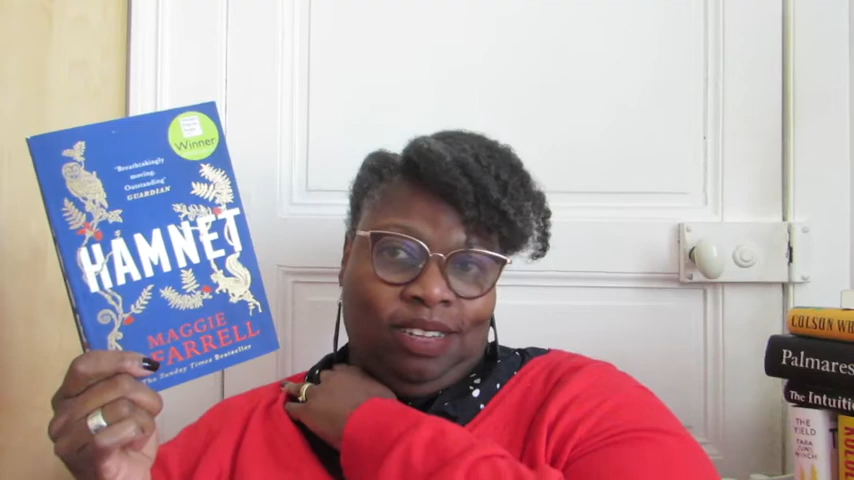 Winner
"Breathtakingly
moving.
Outstanding"
GUARDIAN
HAMNET
MAGGIE
FARRELL
The Sunday Times Bestseller
COLSON WH
Palmares
The Intuiti
THE
YIELD
TARA
JUNE
WINCH